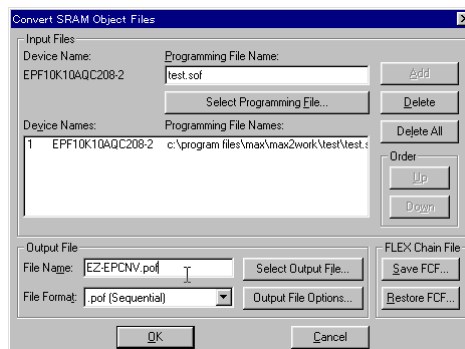 Convert SRAM Object Files
Input Files
Device Name:
Programming File Name:
EPF10K10AQC208-2
test.sof
Add
Select Programming File...
Delete
Device Names:
Programming File Names:
Delete All
1 EPF10K10AQC208-2 c:\program files\max\max2work\test\test.s
Order
Up
Down
Output File
FLEX Chain File
File Name:
EZ-EPCNV.pof
Select Output File...
Save FCF...
File Format:
.pof (Sequential)
Output File Options...
Restore FCF...
OK
Cancel